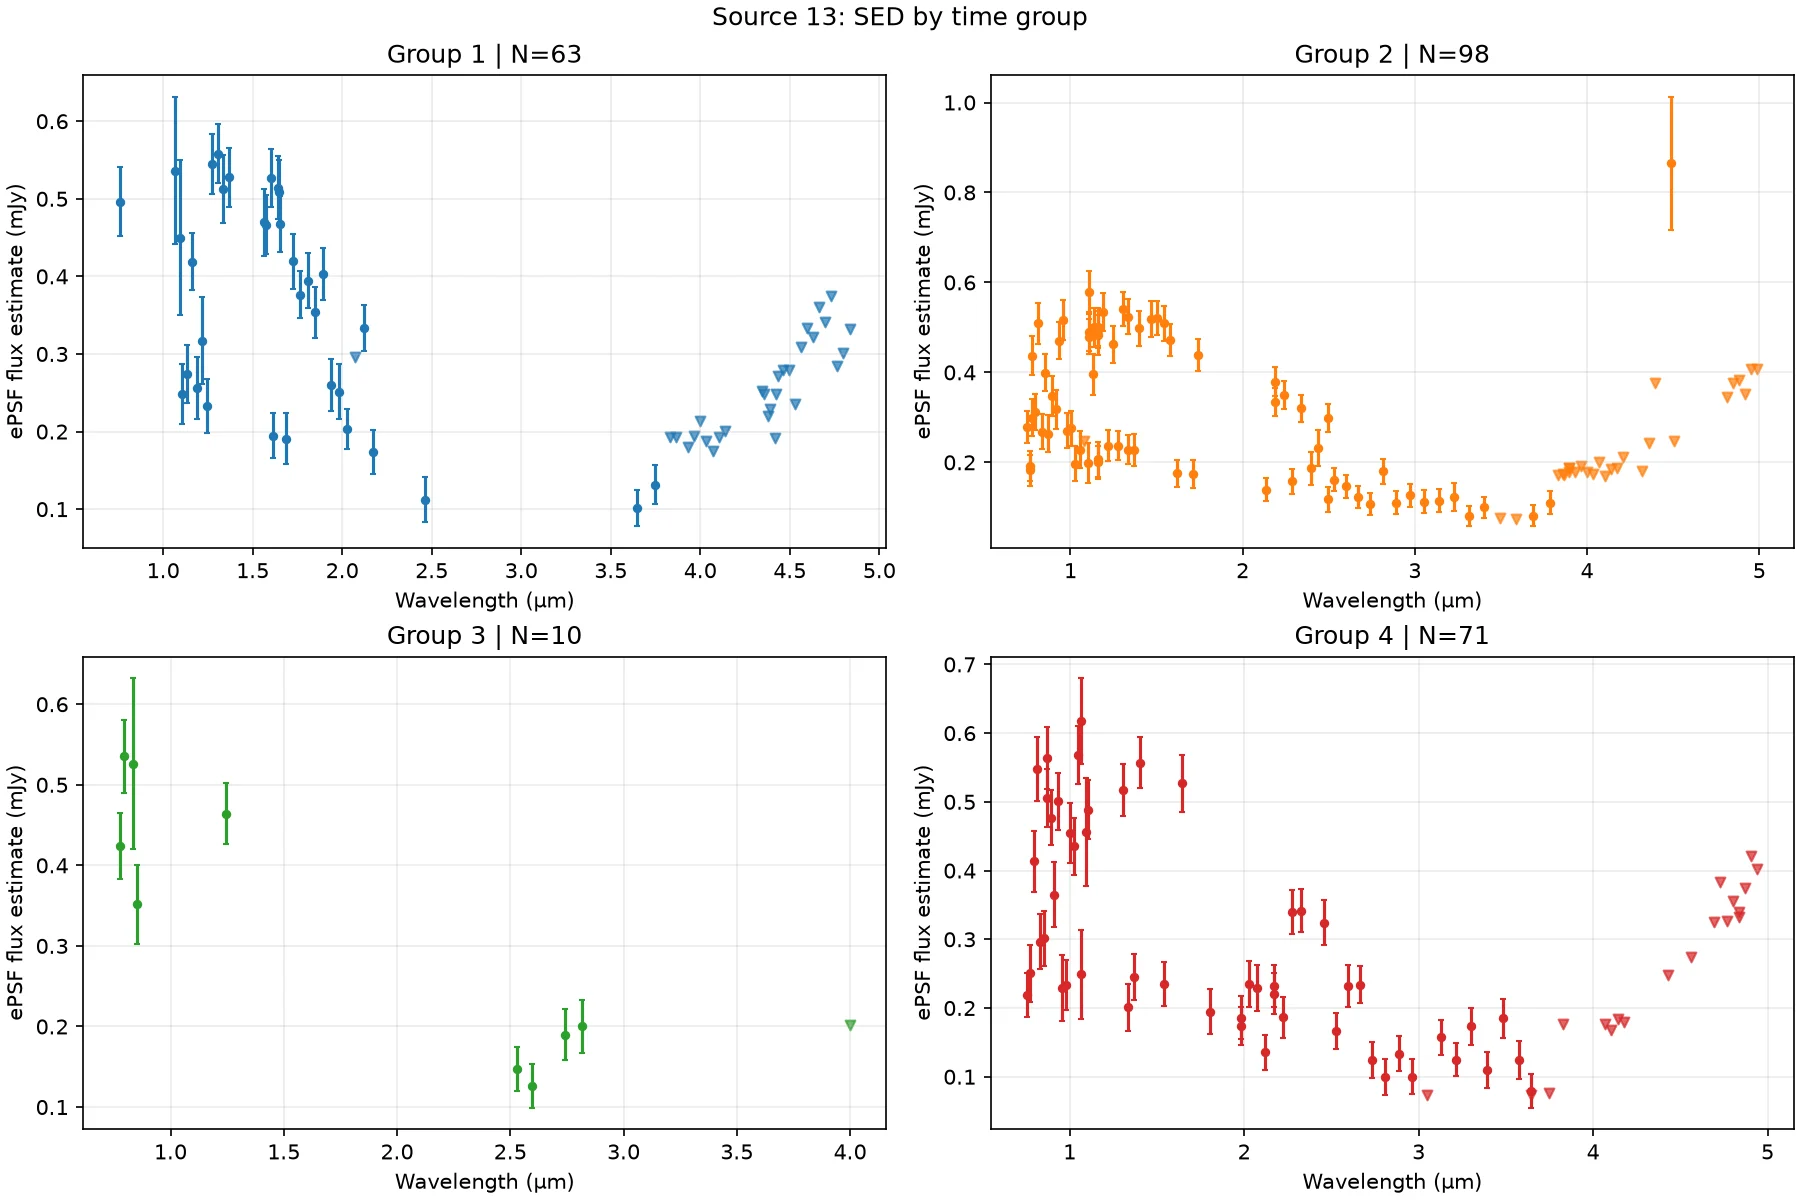 Source 13: SED by time group
Group 1 | N=63
ePSF flux estimate (mJy)
0.6
0.5
0.4
0.3
0.2
0.1
1.0 1.5 2.0 2.5 3.0 3.5 4.0 4.5 5.0
Wavelength (μm)
Group 2 | N=98
ePSF flux estimate (mJy)
1.0
0.8
0.6
0.4
0.2
1 2 3 4 5
Wavelength (μm)
Group 3 | N=10
ePSF flux estimate (mJy)
0.6
0.5
0.4
0.3
0.2
0.1
1.0 1.5 2.0 2.5 3.0 3.5 4.0
Wavelength (μm)
Group 4 | N=71
ePSF flux estimate (mJy)
0.7
0.6
0.5
0.4
0.3
0.2
0.1
1 2 3 4 5
Wavelength (μm)